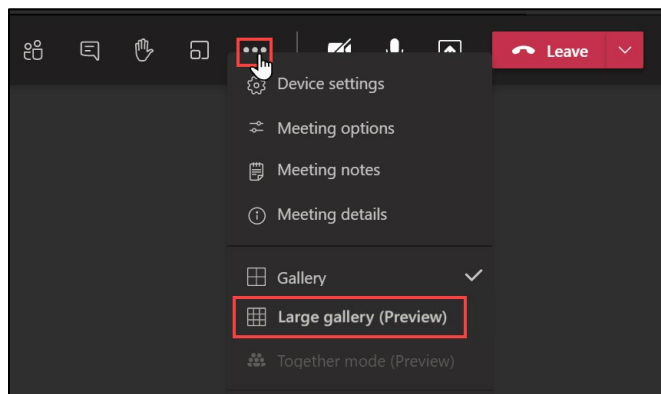 Leave
Device settings
Meeting options
Meeting notes
Meeting details
Gallery
Large gallery (Preview)
Together mode (Preview)